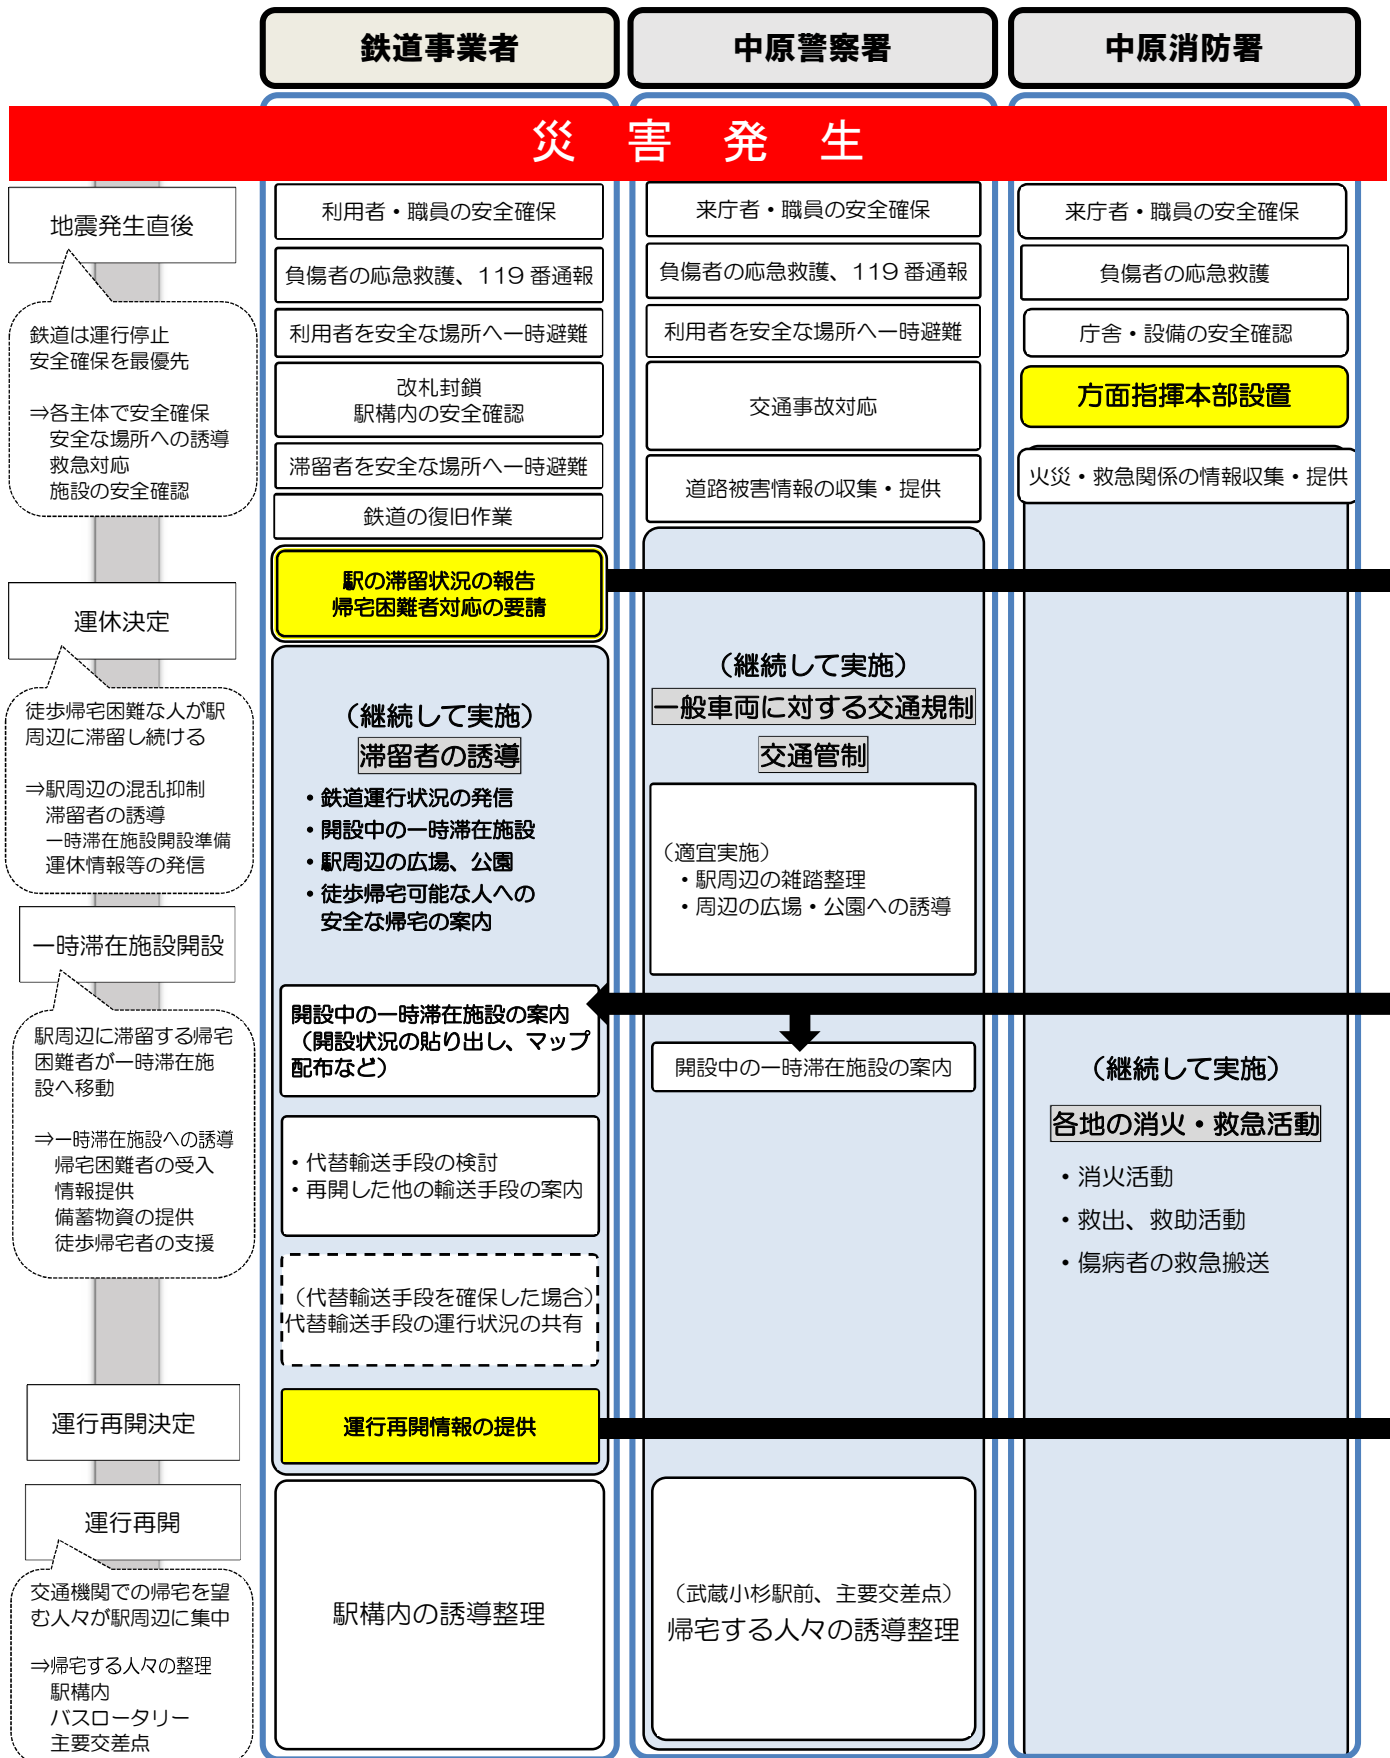 鉄道事業者
中原警察署
中原消防署
災害発生
地震発生直後
鉄道は運行停止
安全確保を最優先
⇒各主体で安全確保
安全な場所への誘導
救急対応
施設の安全確認
運休決定
徒歩帰宅困難な人が駅
周辺に滞留し続ける
⇒駅周辺の混乱抑制
滞留者の誘導
一時滞在施設開設準備
運休情報等の発信
一時滞在施設開設
駅周辺に滞留する帰宅
困難者が一時滞在施
設へ移動
⇒一時滞在施設への誘導
帰宅困難者の受入
情報提供
備蓄物資の提供
徒歩帰宅者の支援
運行再開決定
運行再開
交通機関での帰宅を望
む人々が駅周辺に集中
⇒帰宅する人々の整理
駅構内
バスロータリー
主要交差点
利用者・職員の安全確保
負傷者の応急救護、119番通報
利用者を安全な場所へ一時避難
改札封鎖
駅構内の安全確認
滞留者を安全な場所へ一時避難
鉄道の復旧作業
駅の滞留状況の報告
帰宅困難者対応の要請
（継続して実施）
滞留者の誘導
・鉄道運行状況の発信
・開設中の一時滞在施設
・駅周辺の広場、公園
・徒歩帰宅可能な人への
安全な帰宅の案内
開設中の一時滞在施設の案内
（開設状況の貼り出し、マップ
配布など）
・代替輸送手段の検討
・再開した他の輸送手段の案内
（代替輸送手段を確保した場合）
代替輸送手段の運行状況の共有
運行再開情報の提供
駅構内の誘導整理
来庁者・職員の安全確保
負傷者の応急救護、119番通報
利用者を安全な場所へ一時避難
交通事故対応
道路被害情報の収集・提供
（継続して実施）
一般車両に対する交通規制
交通管制
（適宜実施）
・駅周辺の雑踏整理
・周辺の広場・公園への誘導
開設中の一時滞在施設の案内
（武蔵小杉駅前、主要交差点）
帰宅する人々の誘導整理
来庁者・職員の安全確保
負傷者の応急救護
庁舎・設備の安全確認
方面指揮本部設置
火災・救急関係の情報収集・提供
（継続して実施）
各地の消火・救急活動
・消火活動
・救出、救助活動
・傷病者の救急搬送